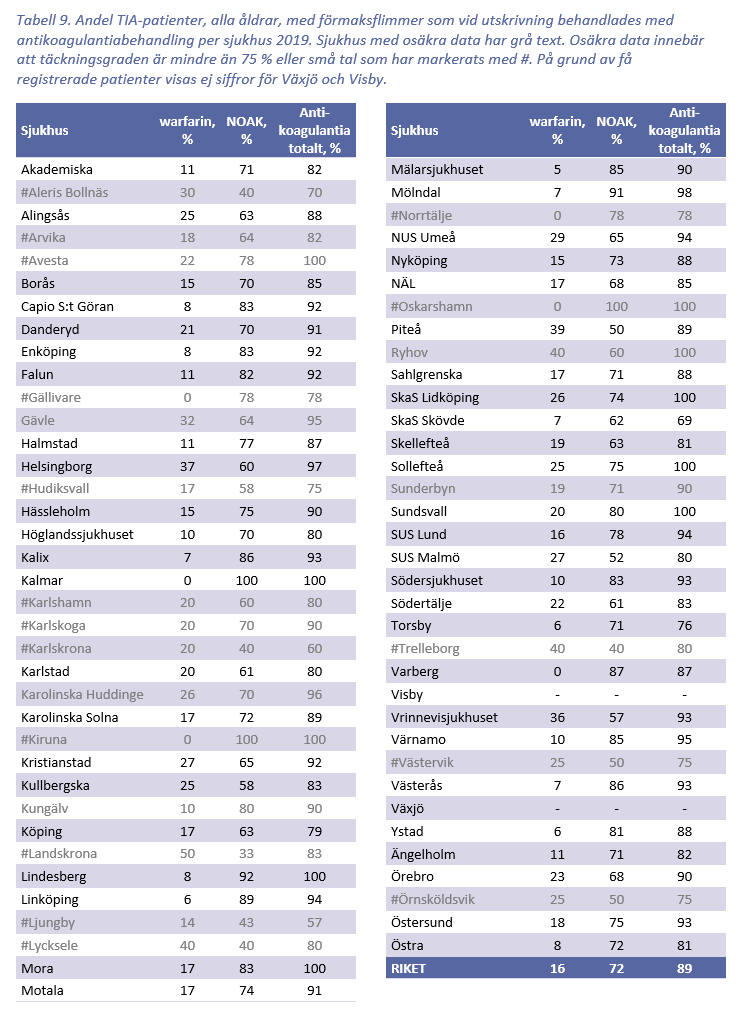 Tabell 9. Andel TIA-patienter, alla åldrar, med förmaksflimmer som vid utskrivning behandlades med
antikoagulantiabehandling per sjukhus 2019. Sjukhus med osäkra data har grå text. Osäkra data innebär
att täckningsgraden är mindre än 75 % eller små tal som har markerats med #. På grund av få
registrerade patienter visas ej siffror för Växjö och Visby.
Sjukhus warfarin, % NOAK, % Anti-koagulantia totalt, %
Akademiska 11 71 82
#Aleris Bollnäs 30 40 70
Alingsås 25 63 88
#Arvika 18 64 82
#Avesta 22 78 100
Borås 15 70 85
Capio S:t Göran 8 83 92
Danderyd 21 70 91
Enköping 8 83 92
Falun 11 82 92
#Gällivare 0 78 78
Gävle 32 64 95
Halmstad 11 77 87
Helsingborg 37 60 97
#Hudiksvall 17 58 75
Hässleholm 15 75 90
Höglandssjukhuset 10 70 80
Kalix 7 86 93
Kalmar 0 100 100
#Karlshamn 20 60 80
#Karlskoga 20 70 90
#Karlskrona 20 40 60
Karlstad 20 61 80
Karolinska Huddinge 26 70 96
Karolinska Solna 17 72 89
#Kiruna 0 100 100
Kristianstad 27 65 92
Kullbergska 25 58 83
Kungälv 10 80 90
Köping 17 63 79
#Landskrona 50 33 83
Lindesberg 8 92 100
Linköping 6 89 94
#Ljungby 14 43 57
#Lycksele 40 40 80
Mora 17 83 100
Motala 17 74 91
Sjukhus warfarin, % NOAK, % Anti-koagulantia totalt, %
Mälarsjukhuset 5 85 90
Mölndal 7 91 98
#Norrtälje 0 78 78
NUS Umeå 29 65 94
Nyköping 15 73 88
NÄL 17 68 85
#Oskarshamn 0 100 100
Piteå 39 50 89
Ryhov 40 60 100
Sahlgrenska 17 71 88
SkaS Lidköping 26 74 100
SkaS Skövde 7 62 69
Skellefteå 19 63 81
Sollefteå 25 75 100
Sunderbyn 19 71 90
Sundsvall 20 80 100
SUS Lund 16 78 94
SUS Malmö 27 52 80
Södersjukhuset 10 83 93
Södertälje 22 61 83
Torsby 6 71 76
#Trelleborg 40 40 80
Varberg 0 87 87
Visby - - -
Vrinnevisjukhuset 36 57 93
Värnamo 10 85 95
#Västervik 25 50 75
Västerås 7 86 93
Växjö - - -
Ystad 6 81 88
Ängelholm 11 71 82
Örebro 23 68 90
#Örnsköldsvik 25 50 75
Östersund 18 75 93
Östra 8 72 81
RIKET 16 72 89